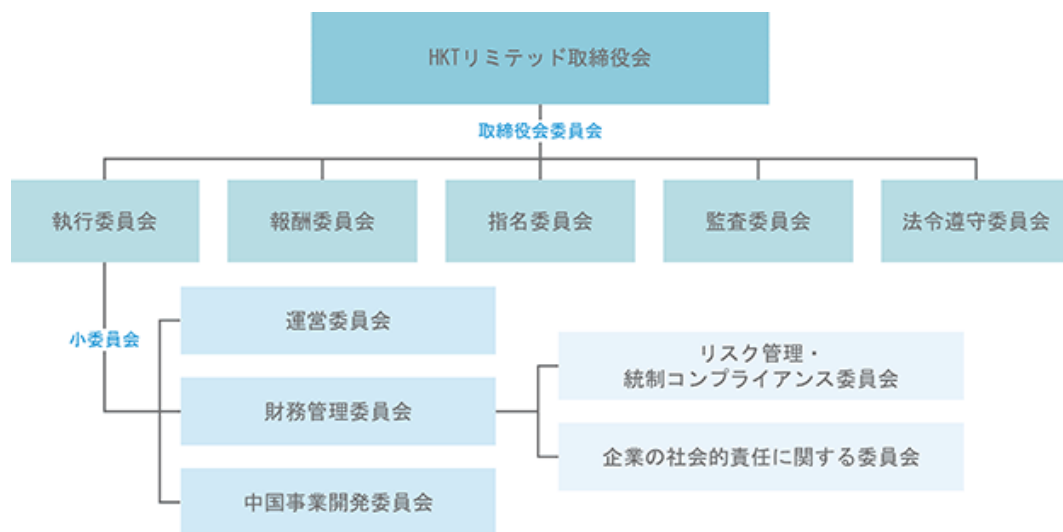 HKTリミテッド取締役会
取締役会委員会
執行委員会
報酬委員会
指名委員会
監査委員会
法令遵守委員会
小委員会
運営委員会
財務管理委員会
中国事業開発委員会
リスク管理・
統制コンプライアンス委員会
企業の社会的責任に関する委員会